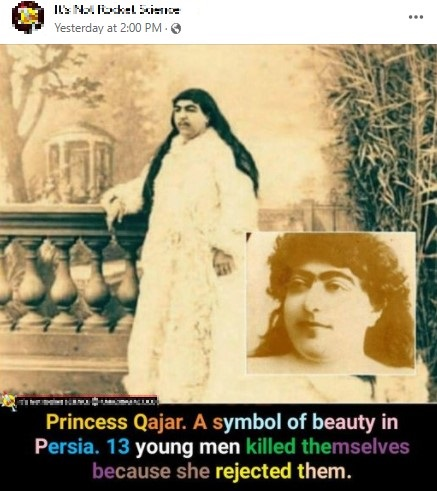 It's Not Rocket Science
Yesterday at 2:00 PM ·
Princess Qajar. A symbol of beauty in
Persia. 13 young men killed themselves
because she rejected them.